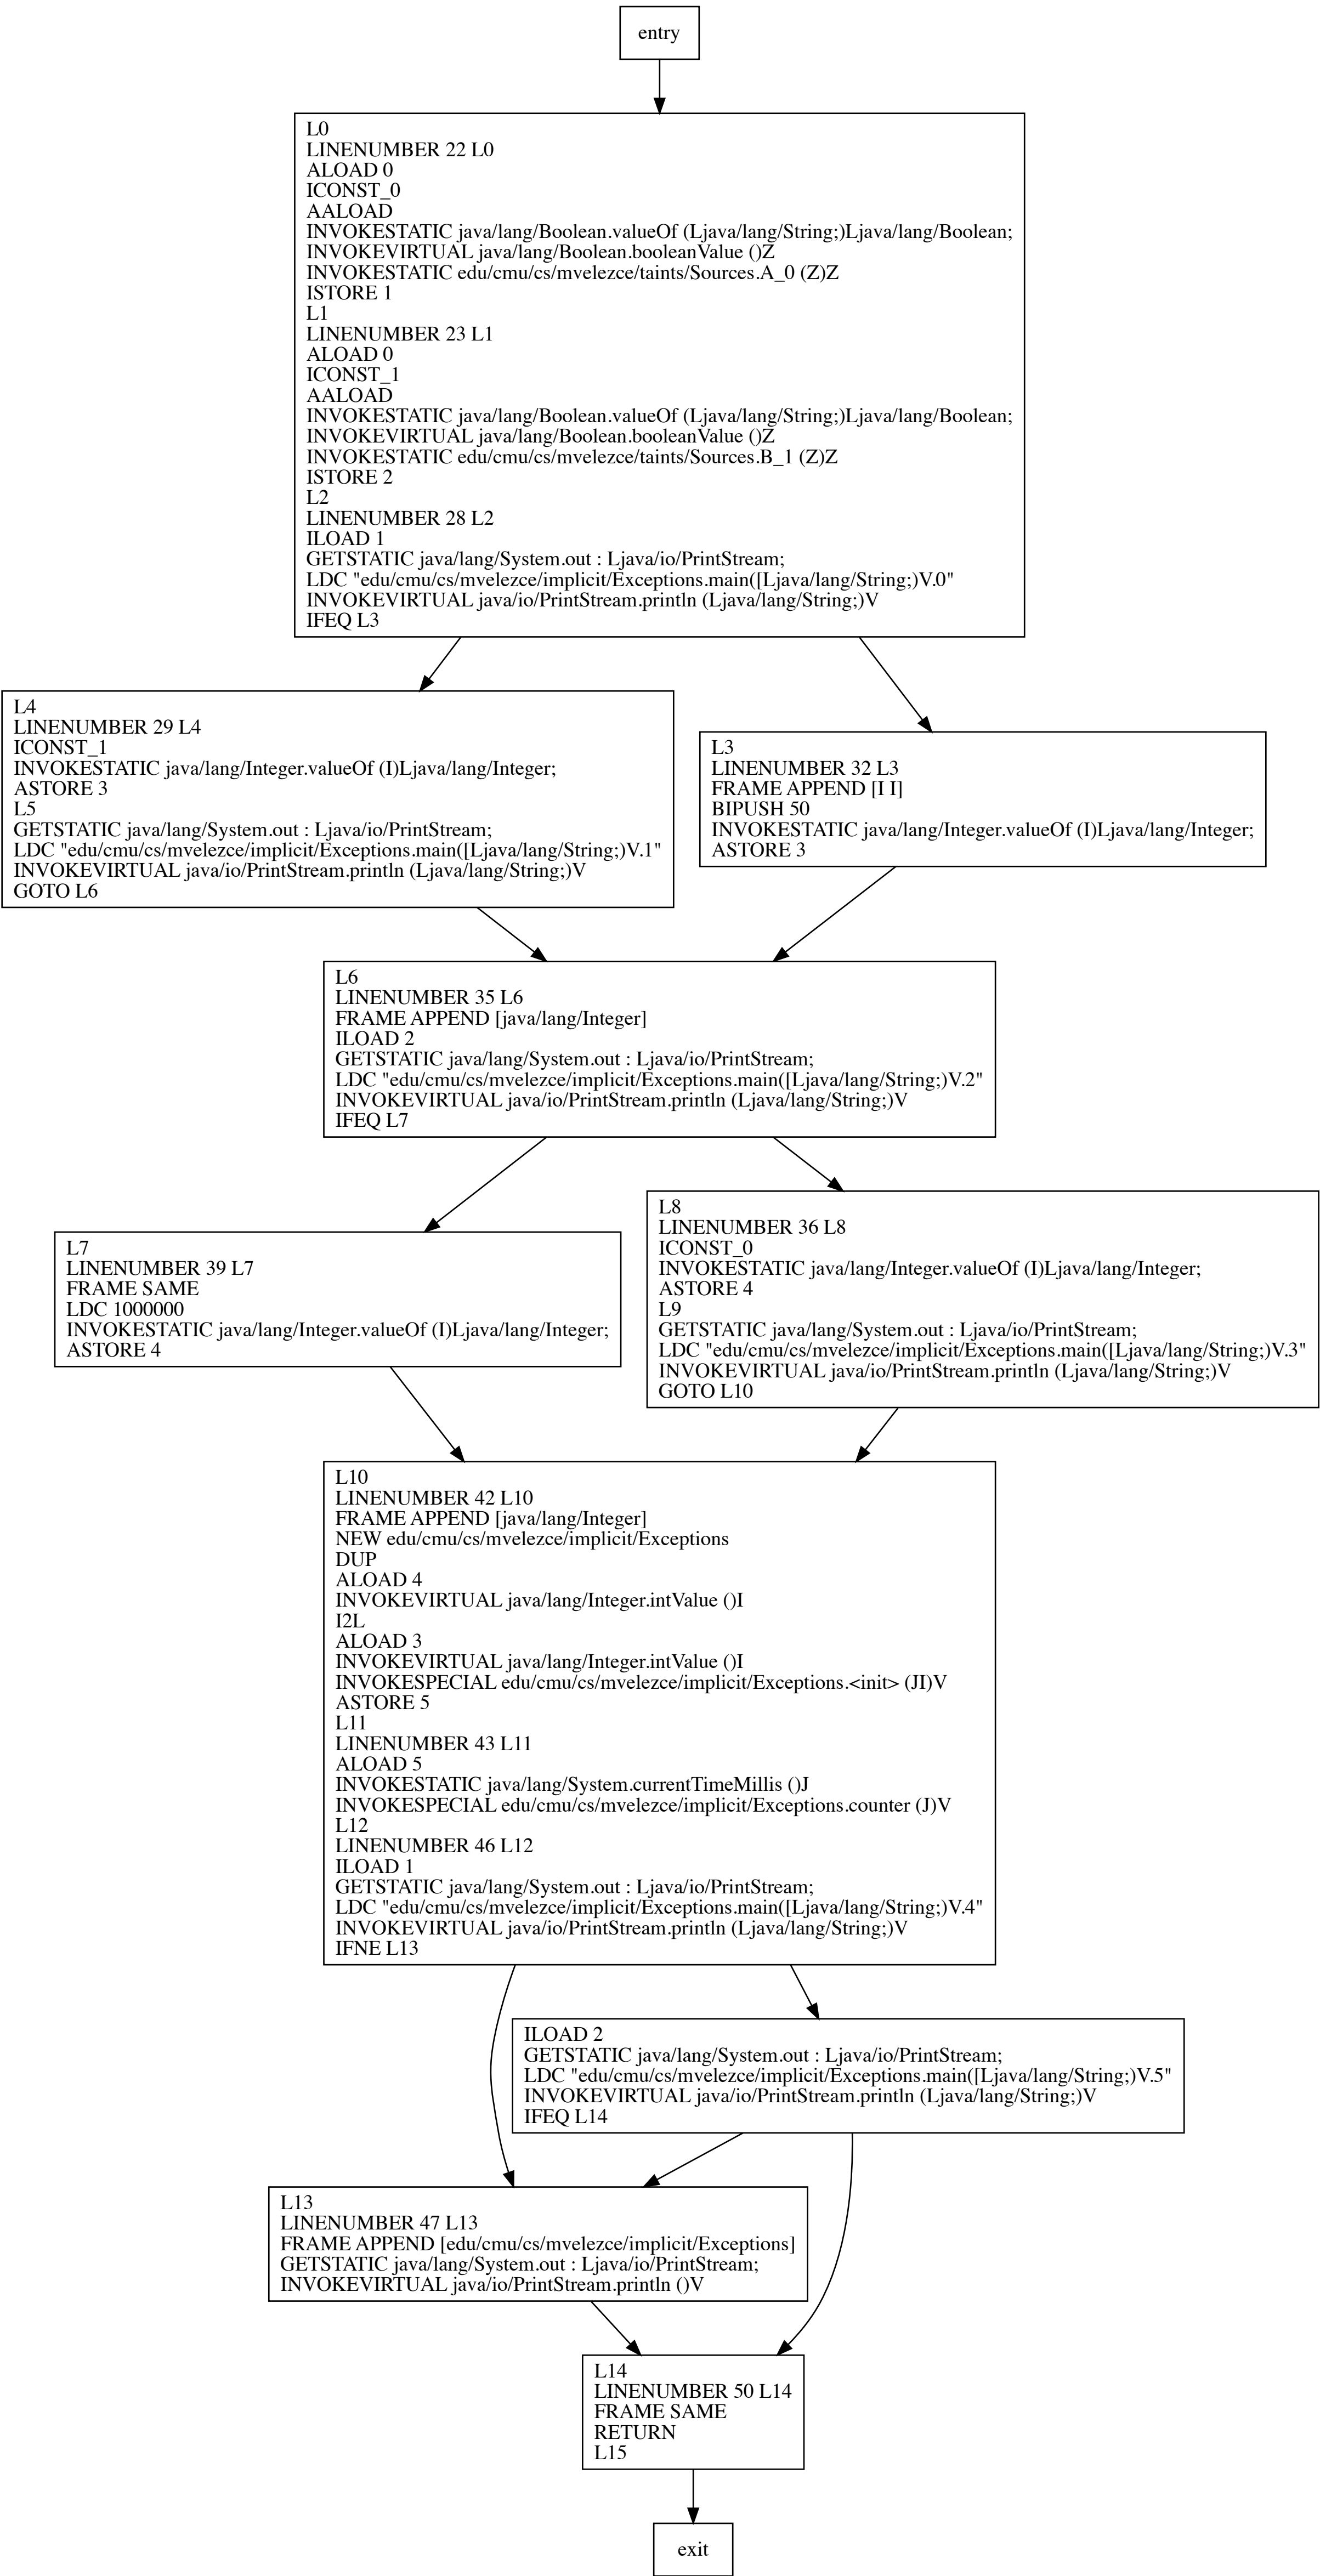 entry
L0
LINENUMBER 22 L0
ALOAD 0
ICONST_0
AALOAD
INVOKESTATIC java/lang/Boolean.valueOf (Ljava/lang/String;)Ljava/lang/Boolean;
INVOKEVIRTUAL java/lang/Boolean.booleanValue ()Z
INVOKESTATIC edu/cmu/cs/mvelezce/taints/Sources.A_0 (Z)Z
ISTORE 1
L1
LINENUMBER 23 L1
ALOAD 0
ICONST_1
AALOAD
INVOKESTATIC java/lang/Boolean.valueOf (Ljava/lang/String;)Ljava/lang/Boolean;
INVOKEVIRTUAL java/lang/Boolean.booleanValue ()Z
INVOKESTATIC edu/cmu/cs/mvelezce/taints/Sources.B_1 (Z)Z
ISTORE 2
L2
LINENUMBER 28 L2
ILOAD 1
GETSTATIC java/lang/System.out : Ljava/io/PrintStream;
LDC "edu/cmu/cs/mvelezce/implicit/Exceptions.main([Ljava/lang/String;)V.0"
INVOKEVIRTUAL java/io/PrintStream.println (Ljava/lang/String;)V
IFEQ L3
L4
LINENUMBER 29 L4
ICONST_1
INVOKESTATIC java/lang/Integer.valueOf (I)Ljava/lang/Integer;
ASTORE 3
L5
GETSTATIC java/lang/System.out : Ljava/io/PrintStream;
LDC "edu/cmu/cs/mvelezce/implicit/Exceptions.main([Ljava/lang/String;)V.1"
INVOKEVIRTUAL java/io/PrintStream.println (Ljava/lang/String;)V
GOTO L6
L3
LINENUMBER 32 L3
FRAME APPEND [I I]
BIPUSH 50
INVOKESTATIC java/lang/Integer.valueOf (I)Ljava/lang/Integer;
ASTORE 3
L6
LINENUMBER 35 L6
FRAME APPEND [java/lang/Integer]
ILOAD 2
GETSTATIC java/lang/System.out : Ljava/io/PrintStream;
LDC "edu/cmu/cs/mvelezce/implicit/Exceptions.main([Ljava/lang/String;)V.2"
INVOKEVIRTUAL java/io/PrintStream.println (Ljava/lang/String;)V
IFEQ L7
L7
LINENUMBER 39 L7
FRAME SAME
LDC 1000000
INVOKESTATIC java/lang/Integer.valueOf (I)Ljava/lang/Integer;
ASTORE 4
L8
LINENUMBER 36 L8
ICONST_0
INVOKESTATIC java/lang/Integer.valueOf (I)Ljava/lang/Integer;
ASTORE 4
L9
GETSTATIC java/lang/System.out : Ljava/io/PrintStream;
LDC "edu/cmu/cs/mvelezce/implicit/Exceptions.main([Ljava/lang/String;)V.3"
INVOKEVIRTUAL java/io/PrintStream.println (Ljava/lang/String;)V
GOTO L10
L10
LINENUMBER 42 L10
FRAME APPEND [java/lang/Integer]
NEW edu/cmu/cs/mvelezce/implicit/Exceptions
DUP
ALOAD 4
INVOKEVIRTUAL java/lang/Integer.intValue ()I
I2L
ALOAD 3
INVOKEVIRTUAL java/lang/Integer.intValue ()I
INVOKESPECIAL edu/cmu/cs/mvelezce/implicit/Exceptions.<init> (JI)V
ASTORE 5
L11
LINENUMBER 43 L11
ALOAD 5
INVOKESTATIC java/lang/System.currentTimeMillis ()J
INVOKESPECIAL edu/cmu/cs/mvelezce/implicit/Exceptions.counter (J)V
L12
LINENUMBER 46 L12
ILOAD 1
GETSTATIC java/lang/System.out : Ljava/io/PrintStream;
LDC "edu/cmu/cs/mvelezce/implicit/Exceptions.main([Ljava/lang/String;)V.4"
INVOKEVIRTUAL java/io/PrintStream.println (Ljava/lang/String;)V
IFNE L13
ILOAD 2
GETSTATIC java/lang/System.out : Ljava/io/PrintStream;
LDC "edu/cmu/cs/mvelezce/implicit/Exceptions.main([Ljava/lang/String;)V.5"
INVOKEVIRTUAL java/io/PrintStream.println (Ljava/lang/String;)V
IFEQ L14
L13
LINENUMBER 47 L13
FRAME APPEND [edu/cmu/cs/mvelezce/implicit/Exceptions]
GETSTATIC java/lang/System.out : Ljava/io/PrintStream;
INVOKEVIRTUAL java/io/PrintStream.println ()V
L14
LINENUMBER 50 L14
FRAME SAME
RETURN
L15
exit